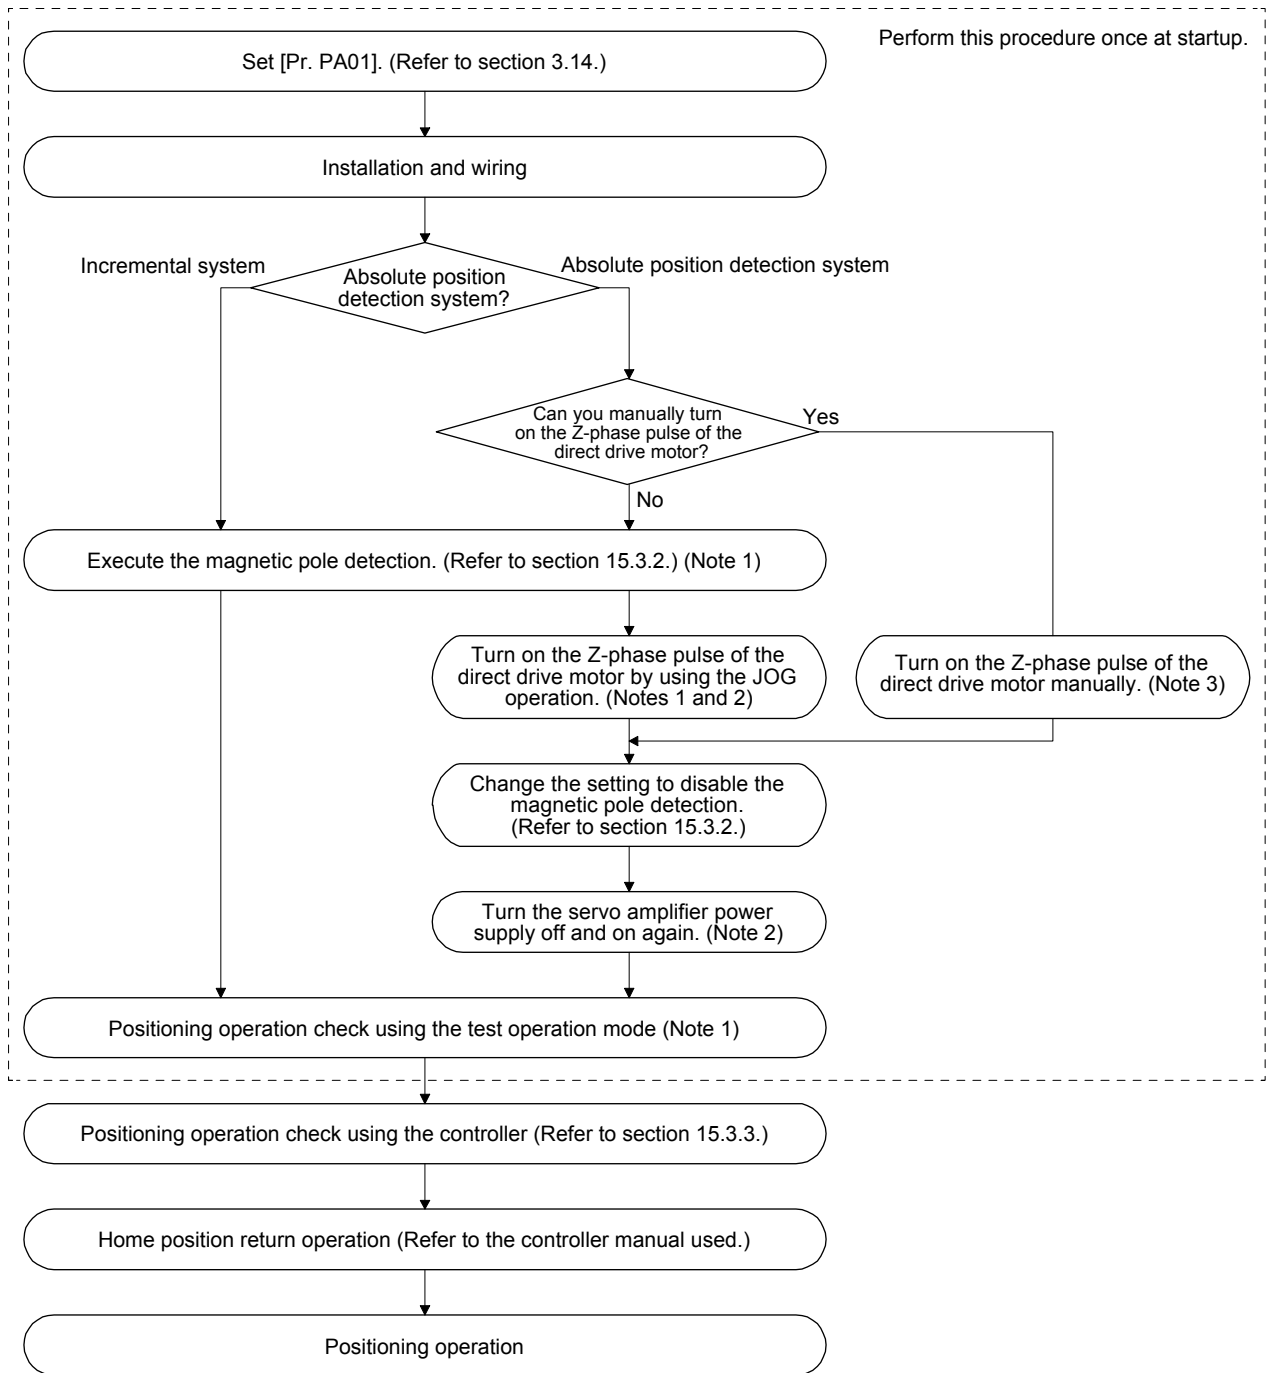 Perform this procedure once at startup.
Set [Pr. PA01]. (Refer to section 3.14.)
Installation and wiring
Incremental system
Absolute position
detection system?
Absolute position detection system
Can you manually turn
on the Z-phase pulse of the
direct drive motor?
Yes
No
Execute the magnetic pole detection. (Refer to section 15.3.2.) (Note 1)
Turn on the Z-phase pulse of the
direct drive motor by using the JOG
operation. (Notes 1 and 2)
Turn on the Z-phase pulse of the
direct drive motor manually. (Note 3)
Change the setting to disable the
magnetic pole detection.
(Refer to section 15.3.2.)
Turn the servo amplifier power
supply off and on again. (Note 2)
Positioning operation check using the test operation mode (Note 1)
Positioning operation check using the controller (Refer to section 15.3.3.)
Home position return operation (Refer to the controller manual used.)
Positioning operation